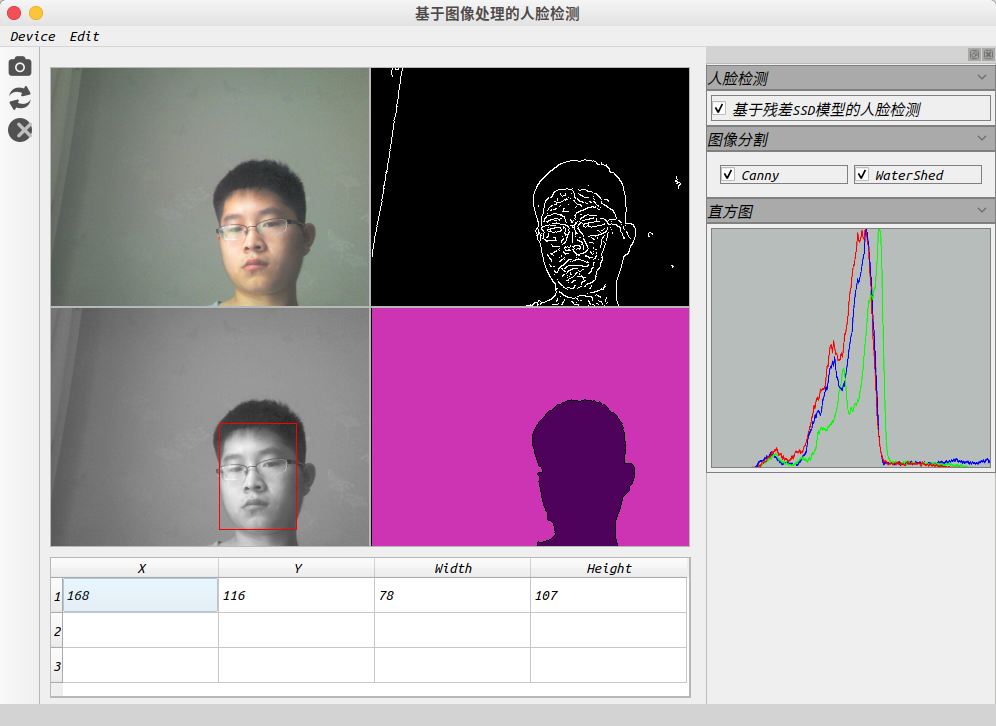 基于图像处理的人脸检测
Device Edit
人脸检测
基于残差SSD模型的人脸检测
图像分割
Canny WaterShed
直方图
X Y Width Height
1 168 116 78 107
2
3